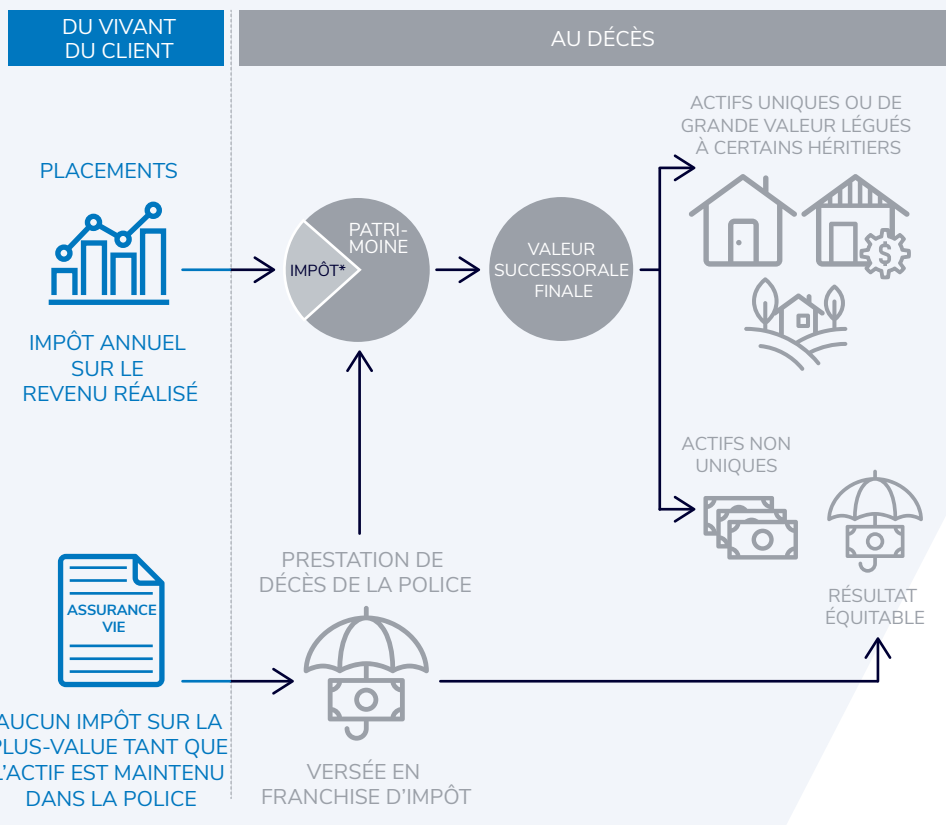 DU VIVANT
DU CLIENT
AU DÉCÈS
PLACEMENTS
IMPÔT ANNUEL
SUR LE
REVENU RÉALISÉ
PATRI-
MOINE
IMPÔT*
VALEUR
SUCCESSORALE
FINALE
ACTIFS UNIQUES OU DE
GRANDE VALEUR LÉGUÉS
À CERTAINS HÉRITIERS
ACTIFS NON
UNIQUES
RÉSULTAT
ÉQUITABLE
ASSURANCE
VIE
AUCUN IMPÔT SUR LA
PLUS-VALUE TANT QUE
L'ACTIF EST MAINTENU
DANS LA POLICE
PRESTATION DE
DÉCÈS DE LA POLICE
VERSÉE EN
FRANCHISE D'IMPÔT